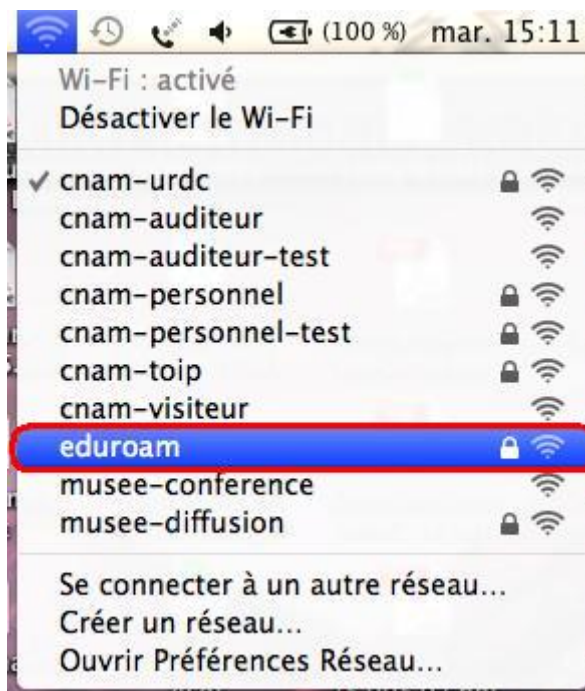 (100 %) mar. 15:11
Wi-Fi : activé
Désactiver le Wi-Fi
cnam-urdc
cnam-auditeur
cnam-auditeur-test
cnam-personnel
cnam-personnel-test
cnam-toip
cnam-visiteur
eduroam
musee-conference
musee-diffusion
Se connecter à un autre réseau...
Créer un réseau...
Ouvrir Préférences Réseau...